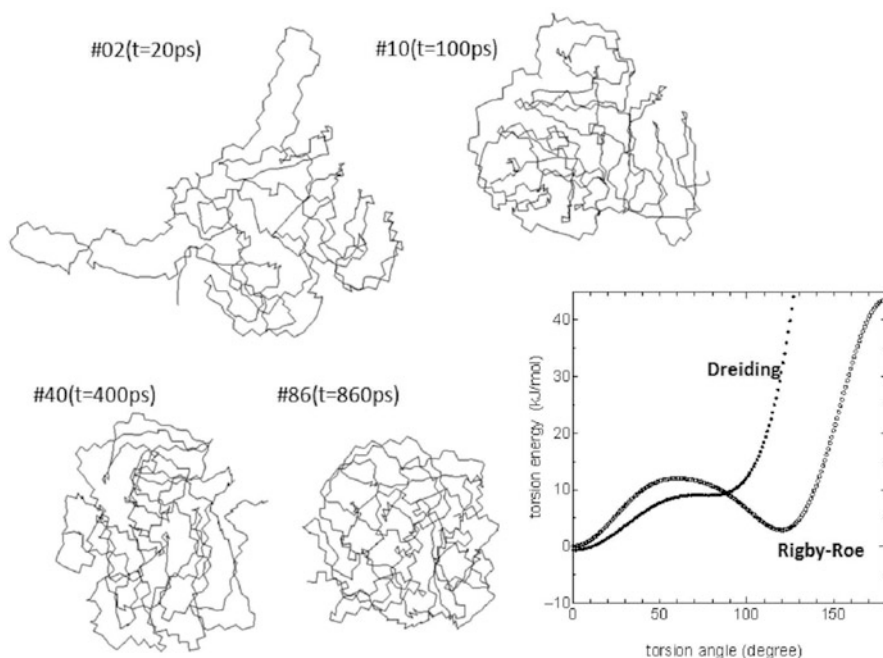 #02(t=20ps)
#10(t=100ps)
#40(t=400ps)
#86(t=860ps)
torsion energy (kJ/mol)
40
30
20
10
0
−10
Dreiding
Rigby-Roe
0
50
100
150
torsion angle (degree)